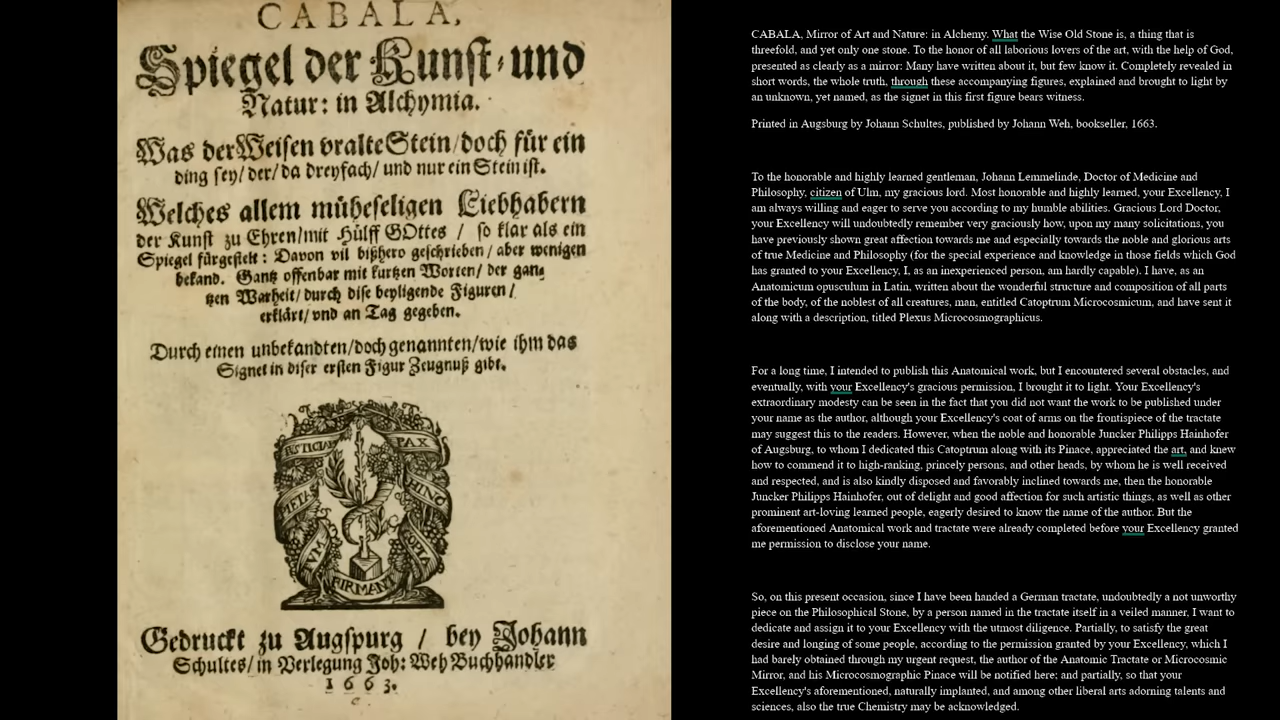 CABALA,
Spiegel der Kunst- und
Natur: in Alchymia.
Was der Weisen vralte Stein/ doch für ein
ding sey/ der/ da dreyfach/ und nur ein Stein ist.
Welches allem müheseligen Liebhabern
der Kunst zu Ehren/ mit Hülff GOttes / so klar als ein
Spiegel fürgestelt: Davon vil bißhero geschrieben/ aber wenigen
bekand. Gantz offenbar mit kurtzen Worten/ der gan-
tzen Warheit/ durch dise beyligende Figuren/
erklärt/ vnd an Tag gegeben.
Durch einen unbekandten/ doch genannten/ wie ihm das
Signet in diser ersten Figur Zeugnuß gibt.
IUSTICIAM PAX
PIETA
COPIA
FIRMANT
Gedruckt zu Augspurg / bey Johann
Schultes/ in Verlegung Joh: Weh Buchhandler
1663.
CABALA, Mirror of Art and Nature: in Alchemy. What the Wise Old Stone is, a thing that is
threefold, and yet only one stone. To the honor of all laborious lovers of the art, with the help of God,
presented as clearly as a mirror: Many have written about it, but few know it. Completely revealed in
short words, the whole truth, through these accompanying figures, explained and brought to light by
an unknown, yet named, as the signet in this first figure bears witness.
Printed in Augsburg by Johann Schultes, published by Johann Weh, bookseller, 1663.
To the honorable and highly learned gentleman, Johann Lemmelinde, Doctor of Medicine and
Philosophy, citizen of Ulm, my gracious lord. Most honorable and highly learned, your Excellency, I
am always willing and eager to serve you according to my humble abilities. Gracious Lord Doctor,
your Excellency will undoubtedly remember very graciously how, upon my many solicitations, you
have previously shown great affection towards me and especially towards the noble and glorious arts
of true Medicine and Philosophy (for the special experience and knowledge in those fields which God
has granted to your Excellency, I, as an inexperienced person, am hardly capable). I have, as an
Anatomicum opusculum in Latin, written about the wonderful structure and composition of all parts
of the body, of the noblest of all creatures, man, entitled Catoptrum Microcosmicum, and have sent it
along with a description, titled Plexus Microcosmographicus.
For a long time, I intended to publish this Anatomical work, but I encountered several obstacles, and
eventually, with your Excellency's gracious permission, I brought it to light. Your Excellency's
extraordinary modesty can be seen in the fact that you did not want the work to be published under
your name as the author, although your Excellency's coat of arms on the frontispiece of the tractate
may suggest this to the readers. However, when the noble and honorable Juncker Philipps Hainhofer
of Augsburg, to whom I dedicated this Catoptrum along with its Pinace, appreciated the art, and knew
how to commend it to high-ranking, princely persons, and other heads, by whom he is well received
and respected, and is also kindly disposed and favorably inclined towards me, then the honorable
Juncker Philipps Hainhofer, out of delight and good affection for such artistic things, as well as other
prominent art-loving learned people, eagerly desired to know the name of the author. But the
aforementioned Anatomical work and tractate were already completed before your Excellency granted
me permission to disclose your name.
So, on this present occasion, since I have been handed a German tractate, undoubtedly a not unworthy
piece on the Philosophical Stone, by a person named in the tractate itself in a veiled manner, I want to
dedicate and assign it to your Excellency with the utmost diligence. Partially, to satisfy the great
desire and longing of some people, according to the permission granted by your Excellency, which I
had barely obtained through my urgent request, the author of the Anatomic Tractate or Microcosmic
Mirror, and his Microcosmographic Pinace will be notified here; and partially, so that your
Excellency's aforementioned, naturally implanted, and among other liberal arts adorning talents and
sciences, also the true Chemistry may be acknowledged.